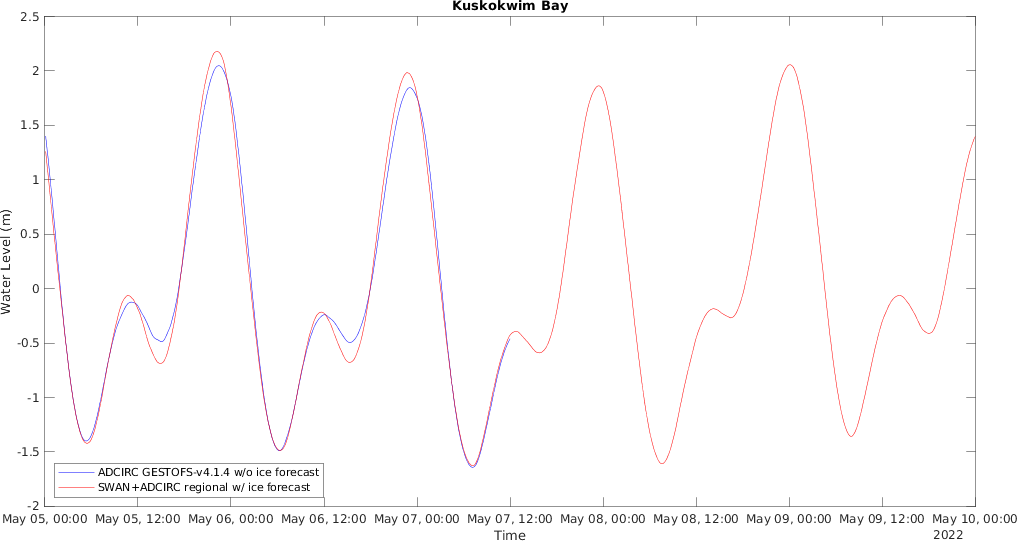 Kuskokwim Bay
2.5
2
1.5
1
0.5
0
-0.5
-1
-1.5
-2
Water Level (m)
ADCIRC GESTOFS-v4.1.4 w/o ice forecast
SWAN+ADCIRC regional w/ ice forecast
May 05, 00:00 May 05, 12:00 May 06, 00:00 May 06, 12:00 May 07, 00:00 May 07, 12:00 May 08, 00:00 May 08, 12:00 May 09, 00:00 May 09, 12:00 May 10, 00:00
Time
2022